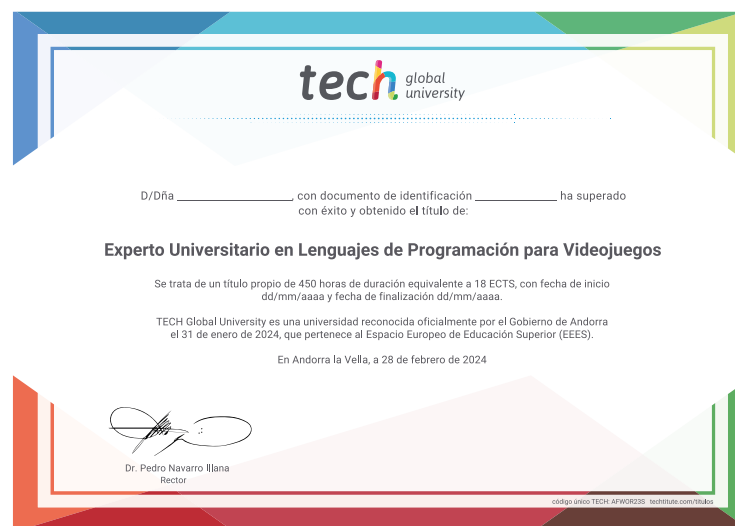 tech global university
D/Dña ______________, con documento de identificación __________ ha superado
con éxito y obtenido el título de:
Experto Universitario en Lenguajes de Programación para Videojuegos
Se trata de un título propio de 450 horas de duración equivalente a 18 ECTS, con fecha de inicio
dd/mm/aaaa y fecha de finalización dd/mm/aaaa.
TECH Global University es una universidad reconocida oficialmente por el Gobierno de Andorra
el 31 de enero de 2024, que pertenece al Espacio Europeo de Educación Superior (EEES).
En Andorra la Vella, a 28 de febrero de 2024
Dr. Pedro Navarro Illana
Rector
código único TECH: AFWOR23S techtitute.com/titulos